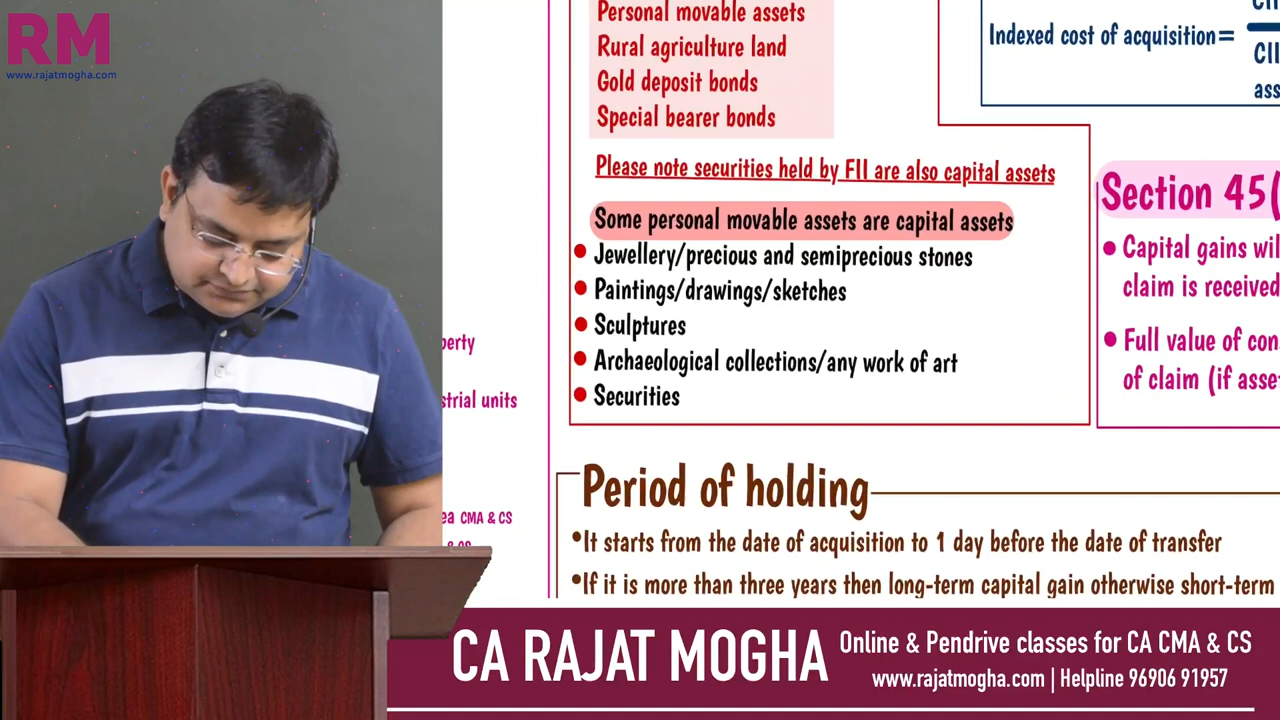 RM
www.rajatmogha.com
Personal movable assets
Rural agriculture land
Gold deposit bonds
Special bearer bonds
Please note securities held by FII are also capital assets
Some personal movable assets are capital assets
• Jewellery/precious and semiprecious stones
• Paintings/drawings/sketches
• Sculptures
• Archaeological collections/any work of art
• Securities
Indexed cost of acquisition=
CII
ass
Section 45(
• Capital gains wil
claim is received
• Full value of con
of claim (if asse
perty
strial units
ea CMA & CS
& CS
Period of holding
•It starts from the date of acquisition to 1 day before the date of transfer
•If it is more than three years then long-term capital gain otherwise short-term
CA RAJAT MOGHA
Online & Pendrive classes for CA CMA & CS
www.rajatmogha.com | Helpline 96906 91957